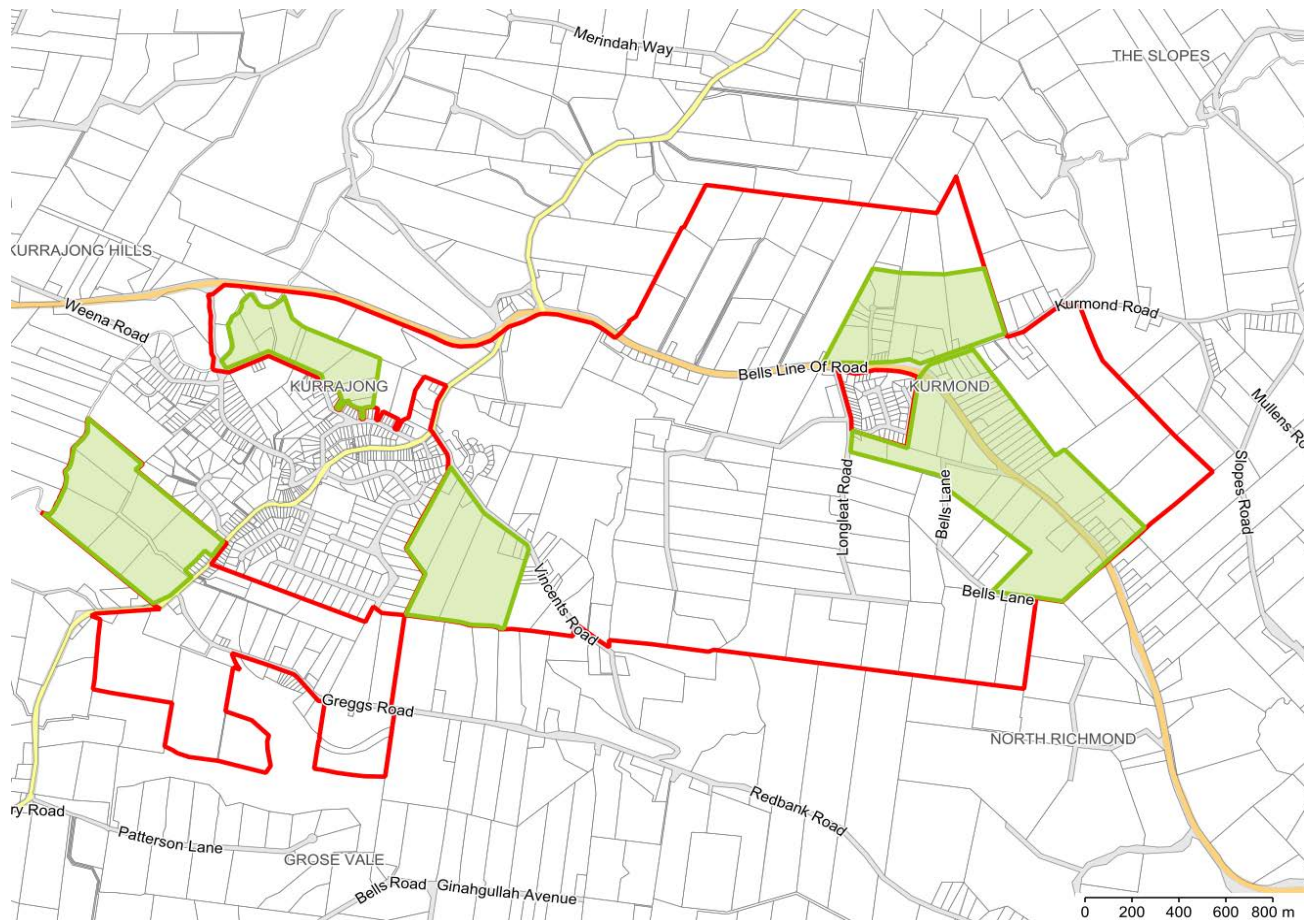 Merindah Way
THE SLOPES
KURRAJONG HILLS
Weena Road
Kurmond Road
Bells Line Of Road
KURRAJONG
KURMOND
Mullens Ro
Slopes Road
Longleat Road
Bells Lane
Vincents Road
Bells Lane
Greggs Road
NORTH RICHMOND
Redbank Road
ry Road
Patterson Lane
GROSE VALE
Bells Road
Ginahgullah Avenue
0 200 400 600 800 m